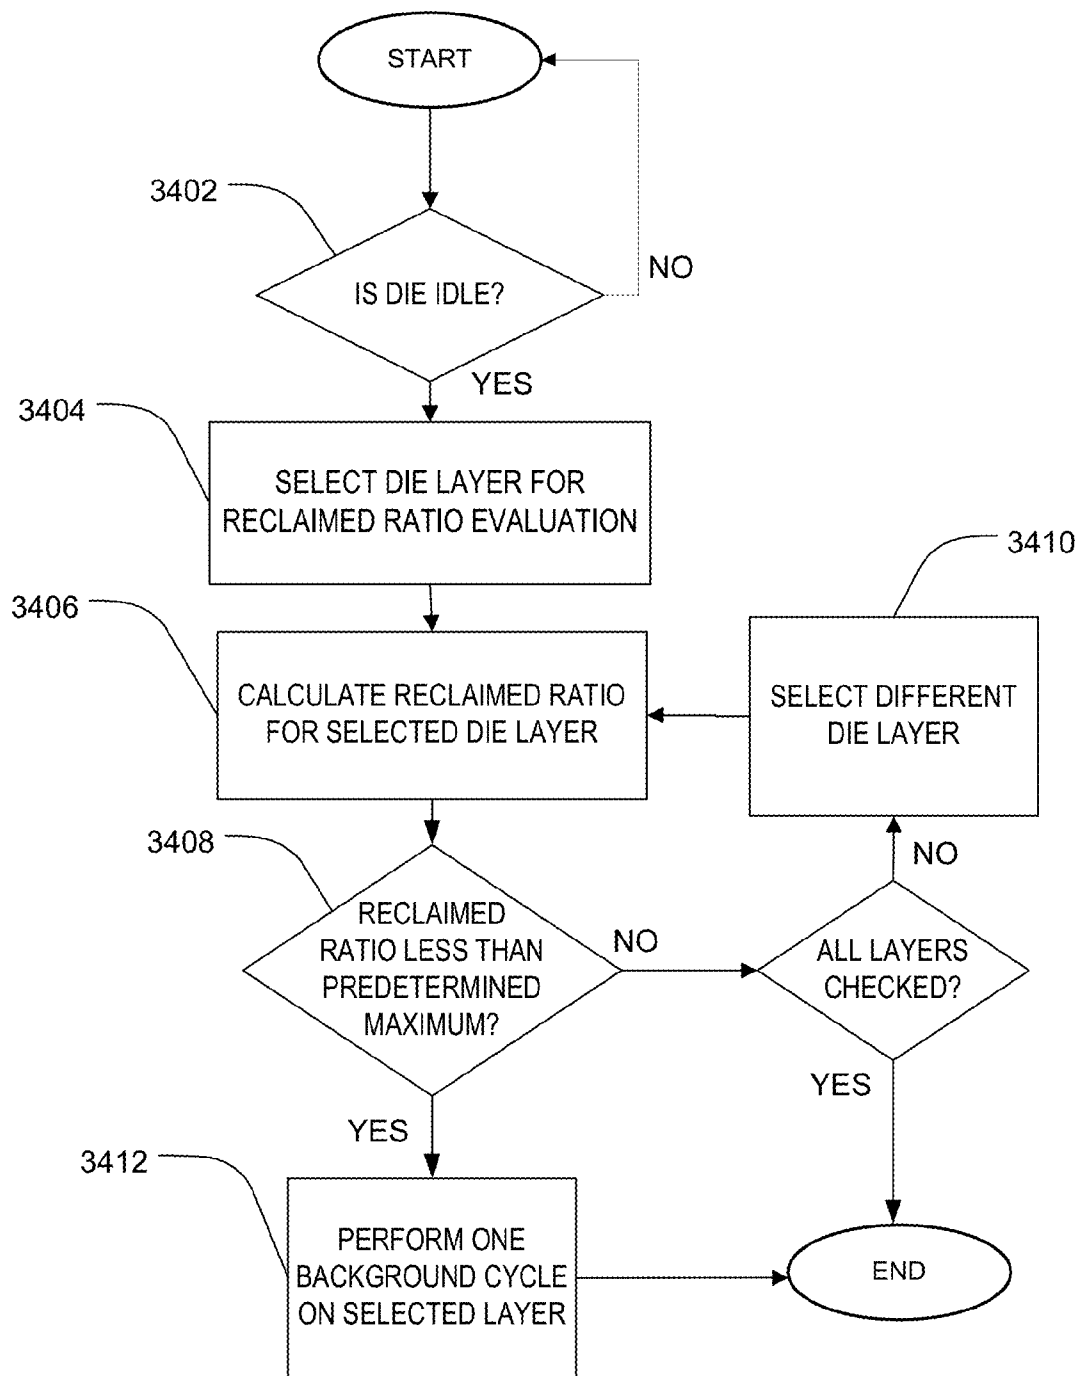 START
3402
IS DIE IDLE?
NO
YES
3404
SELECT DIE LAYER FOR
RECLAIMED RATIO EVALUATION
3410
3406
CALCULATE RECLAIMED RATIO
FOR SELECTED DIE LAYER
SELECT DIFFERENT
DIE LAYER
3408
NO
RECLAIMED
RATIO LESS THAN
PREDETERMINED
MAXIMUM?
NO
ALL LAYERS
CHECKED?
YES
YES
3412
PERFORM ONE
BACKGROUND CYCLE
ON SELECTED LAYER
END